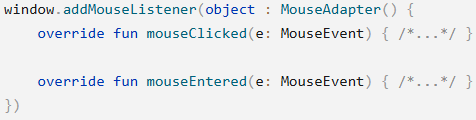 window.addMouseListener(object : MouseAdapter() {
    override fun mouseClicked(e: MouseEvent) { /*...*/ }

    override fun mouseEntered(e: MouseEvent) { /*...*/ }
})